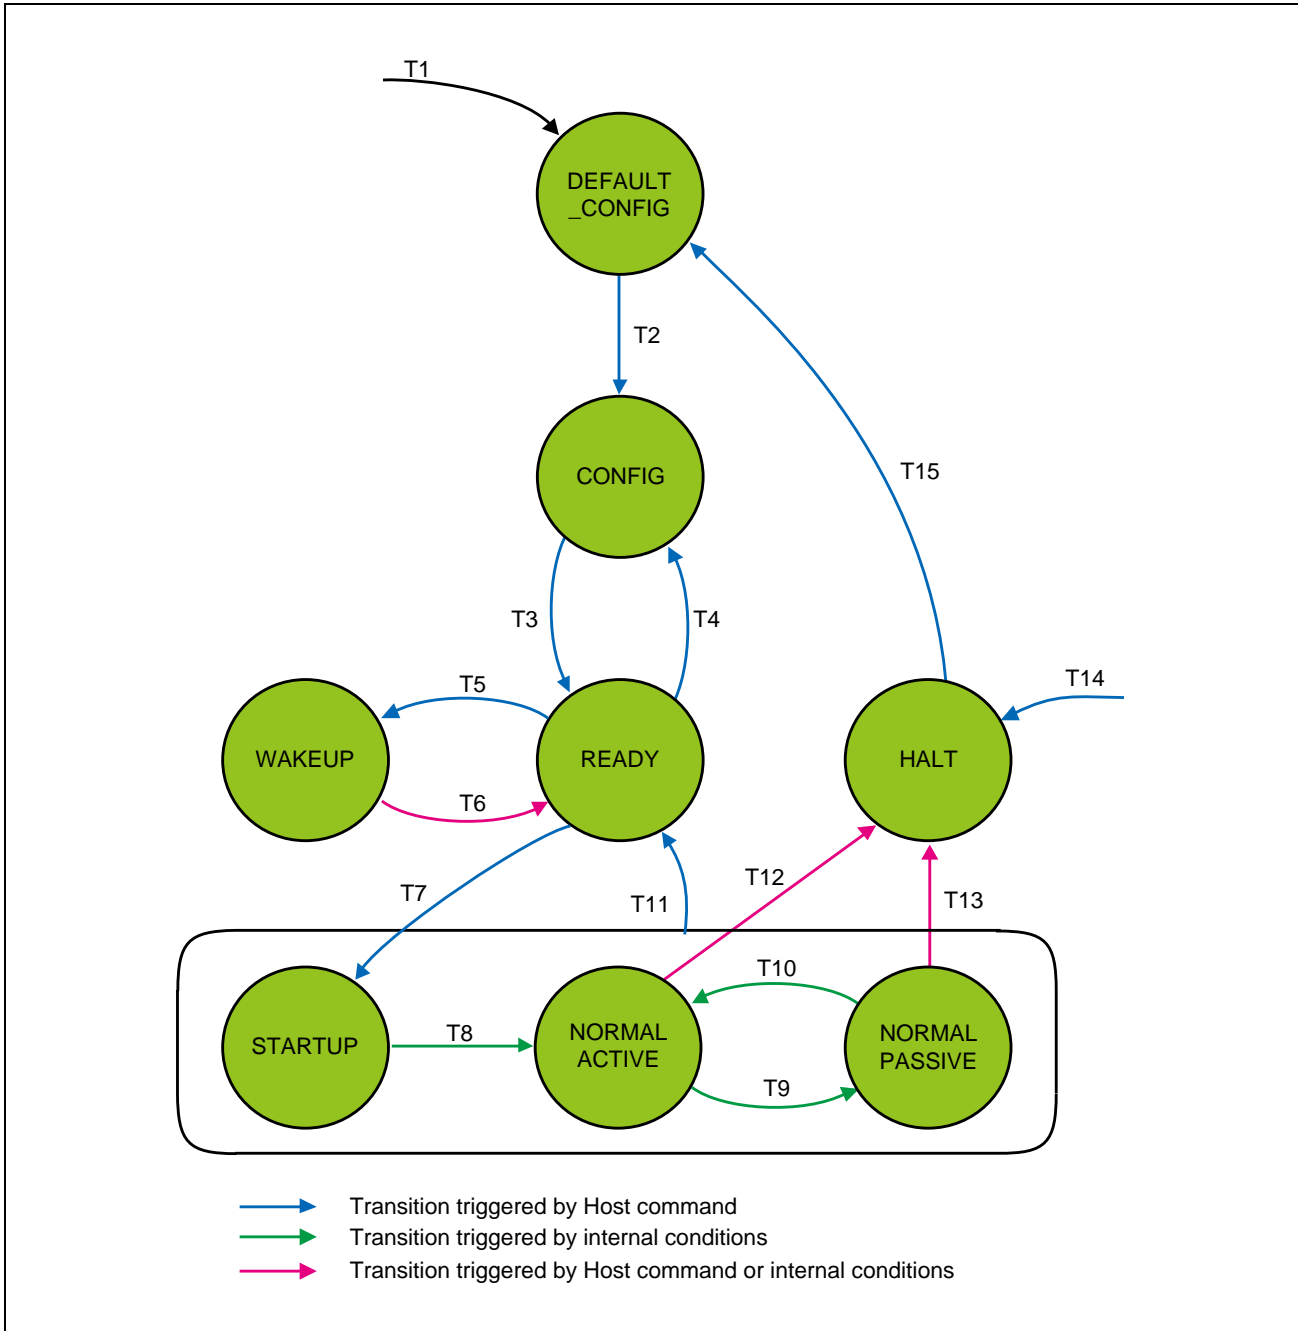 T1
DEFAULT
_CONFIG
T2
CONFIG
T15
T3
T4
T5
T14
WAKEUP
READY
HALT
T6
T7
T11
T12
T13
T10
STARTUP
T8
NORMAL
ACTIVE
NORMAL
PASSIVE
T9
Transition triggered by Host command
Transition triggered by internal conditions
Transition triggered by Host command or internal conditions